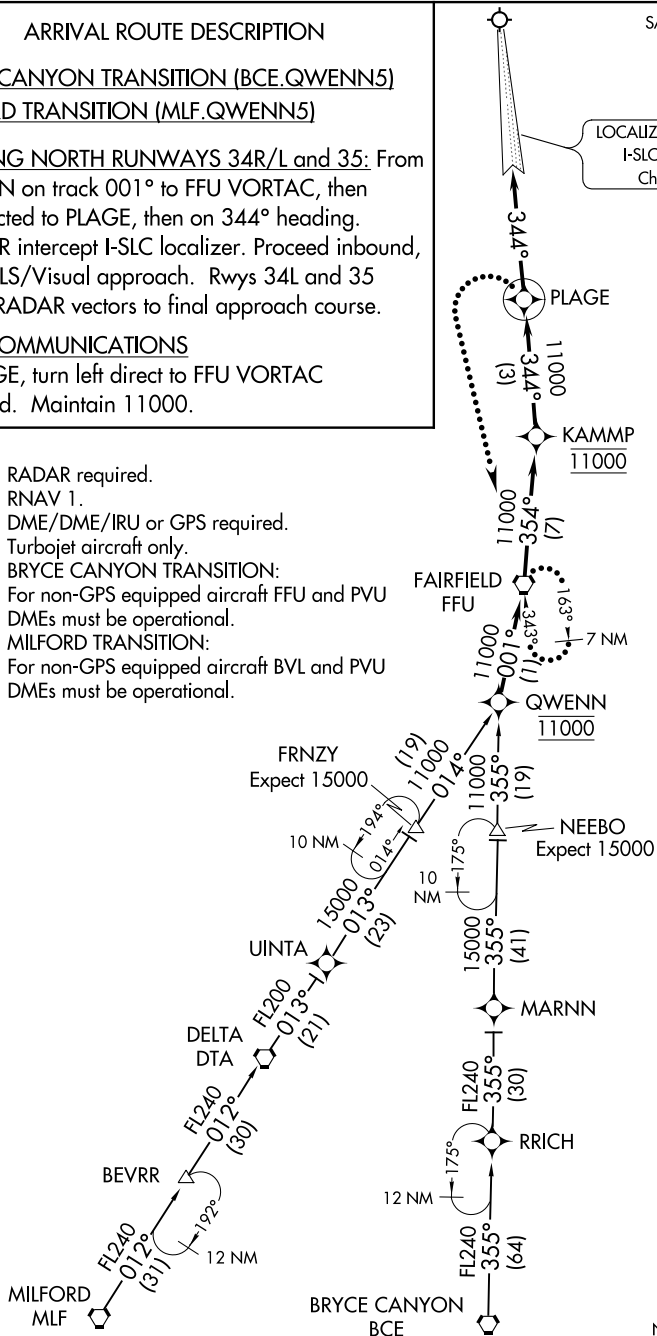 ARRIVAL ROUTE DESCRIPTION
CANYON TRANSITION (BCE.QWENN5)
D TRANSITION (MLF.QWENN5)
NG NORTH RUNWAYS 34R/L and 35: From
N on track 001° to FFU VORTAC, then
cted to PLAGE, then on 344° heading.
R intercept I-SLC localizer. Proceed inbound,
LS/Visual approach. Rwys 34L and 35
RADAR vectors to final approach course.
OMMUNICATIONS
GE, turn left direct to FFU VORTAC
d. Maintain 11000.
SA
LOCALIZ
I-SLC
Ch
344°
PLAGE
11000
344°
(3)
KAMMP
11000
11000
354°
(7)
RADAR required.
RNAV 1.
DME/DME/IRU or GPS required.
Turbojet aircraft only.
BRYCE CANYON TRANSITION:
For non-GPS equipped aircraft FFU and PVU
DMEs must be operational.
MILFORD TRANSITION:
For non-GPS equipped aircraft BVL and PVU
DMEs must be operational.
FAIRFIELD
FFU
163°
343°
7 NM
11000
001°
(1)
QWENN
11000
FRNZY
Expect 15000
(19)
11000
014°
11000
355°
(19)
194°
014°
10 NM
NEEBO
Expect 15000
175°
10
NM
15000
013°
(23)
15000
355°
(41)
UINTA
FL200
013°
(21)
MARNN
DELTA
DTA
FL240
355°
(30)
FL240
012°
(30)
RRICH
175°
12 NM
BEVRR
192°
12 NM
FL240
012°
(31)
FL240
355°
(64)
MILFORD
MLF
BRYCE CANYON
BCE
N